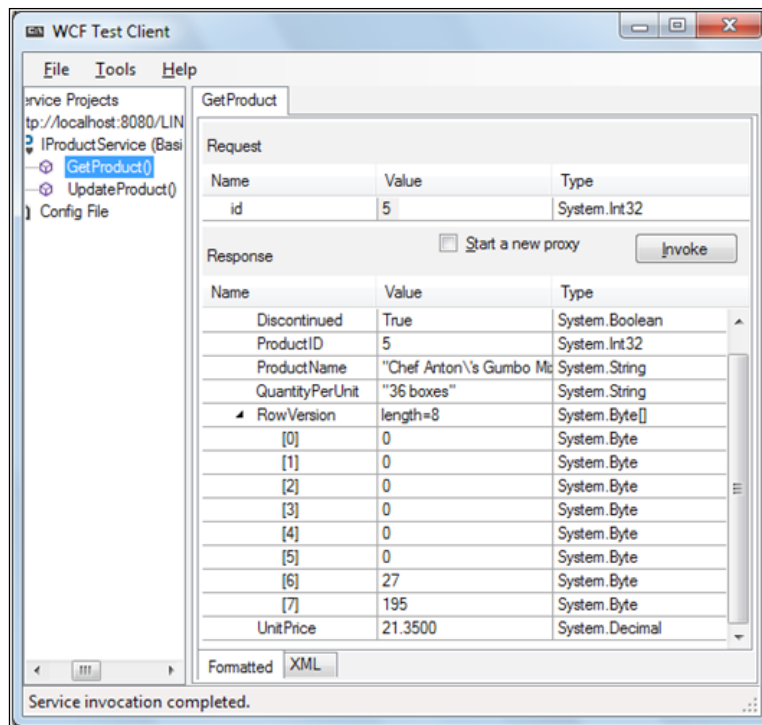 WCF Test Client
File Tools Help
ervice Projects
tp://localhost:8080/LIN
IProductService (Basi
GetProduct()
UpdateProduct()
Config File
GetProduct
Request
Name Value Type
id 5 System.Int32
Response Start a new proxy Invoke
Name Value Type
Discontinued True System.Boolean
ProductID 5 System.Int32
ProductName "Chef Anton\'s Gumbo Mi System.String
QuantityPerUnit "36 boxes" System.String
RowVersion length=8 System.Byte[]
[0] 0 System.Byte
[1] 0 System.Byte
[2] 0 System.Byte
[3] 0 System.Byte
[4] 0 System.Byte
[5] 0 System.Byte
[6] 27 System.Byte
[7] 195 System.Byte
UnitPrice 21.3500 System.Decimal
Formatted XML
Service invocation completed.